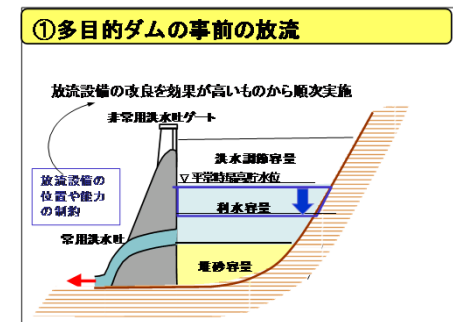 ①多目的ダムの事前の放流
放流設備の改良を効果が高いものから順次実施
非常用洪水吐ゲート
洪水調節容量
▽平常時最高貯水位
放流設備の
位置や能力
の制約
利水容量
常用洪水吐
堆砂容量